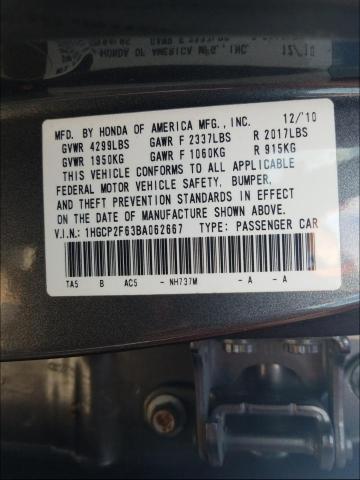 MFD. BY HONDA OF AMERICA MFG., INC. 12/'10
GVWR 4299LBS GAWR F 2337LBS R 2017LBS
GVWR 1950KG GAWR F 1060KG R 915KG
THIS VEHICLE CONFORMS TO ALL APPLICABLE
FEDERAL MOTOR VEHICLE SAFETY, BUMPER,
AND THEFT PREVENTION STANDARDS IN EFFECT
ON THE DATE OF MANUFACTURE SHOWN ABOVE.
V.I.N.: 1HGCP2F63BA062667 TYPE: PASSENGER CAR
TA5 B AC5 - NH737M - A - A